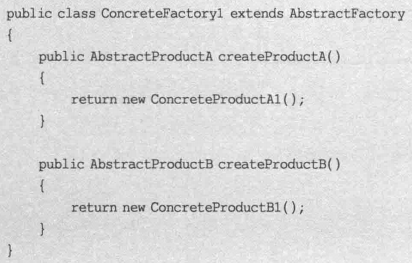 public class ConcreteFactory1 extends AbstractFactory
{
public AbstractProductA createProductA()
{
return new ConcreteProductA1();
}
public AbstractProductB createProductB()
{
return new ConcreteProductB1();
}
}